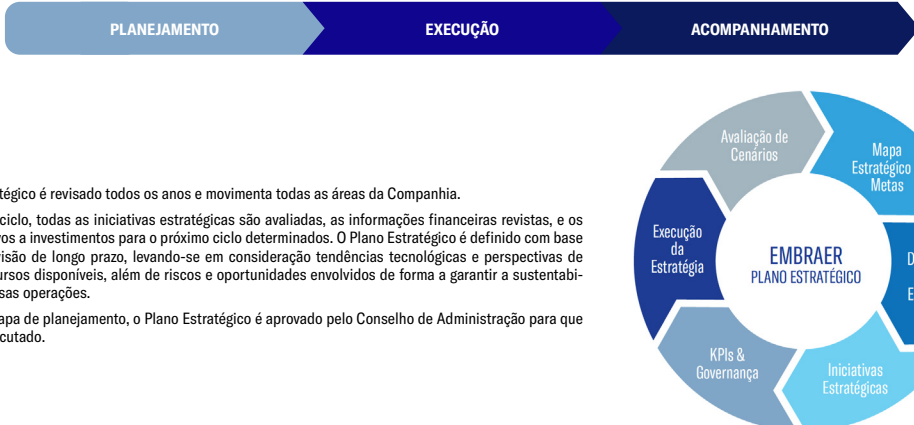 PLANEJAMENTO
EXECUÇÃO
ACOMPANHAMENTO
tégico é revisado todos os anos e movimenta todas as áreas da Companhia.
ciclo, todas as iniciativas estratégicas são avaliadas, as informações financeiras revistas, e os
vos a investimentos para o próximo ciclo determinados. O Plano Estratégico é definido com base
visão de longo prazo, levando-se em consideração tendências tecnológicas e perspectivas de
ursos disponíveis, além de riscos e oportunidades envolvidos de forma a garantir a sustentabi-
sas operações.
apa de planejamento, o Plano Estratégico é aprovado pelo Conselho de Administração para que
cutado.
Avaliação de
Cenários
Mapa
Estratégico
Metas
Execução
da
Estratégia
EMBRAER
PLANO ESTRATÉGICO
D
E
KPIs &
Governança
Iniciativas
Estratégicas